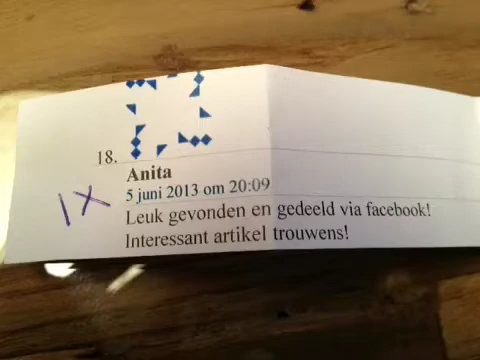 18.
Anita
5 juni 2013 om 20:09
1X
Leuk gevonden en gedeeld via facebook!
Interessant artikel trouwens!